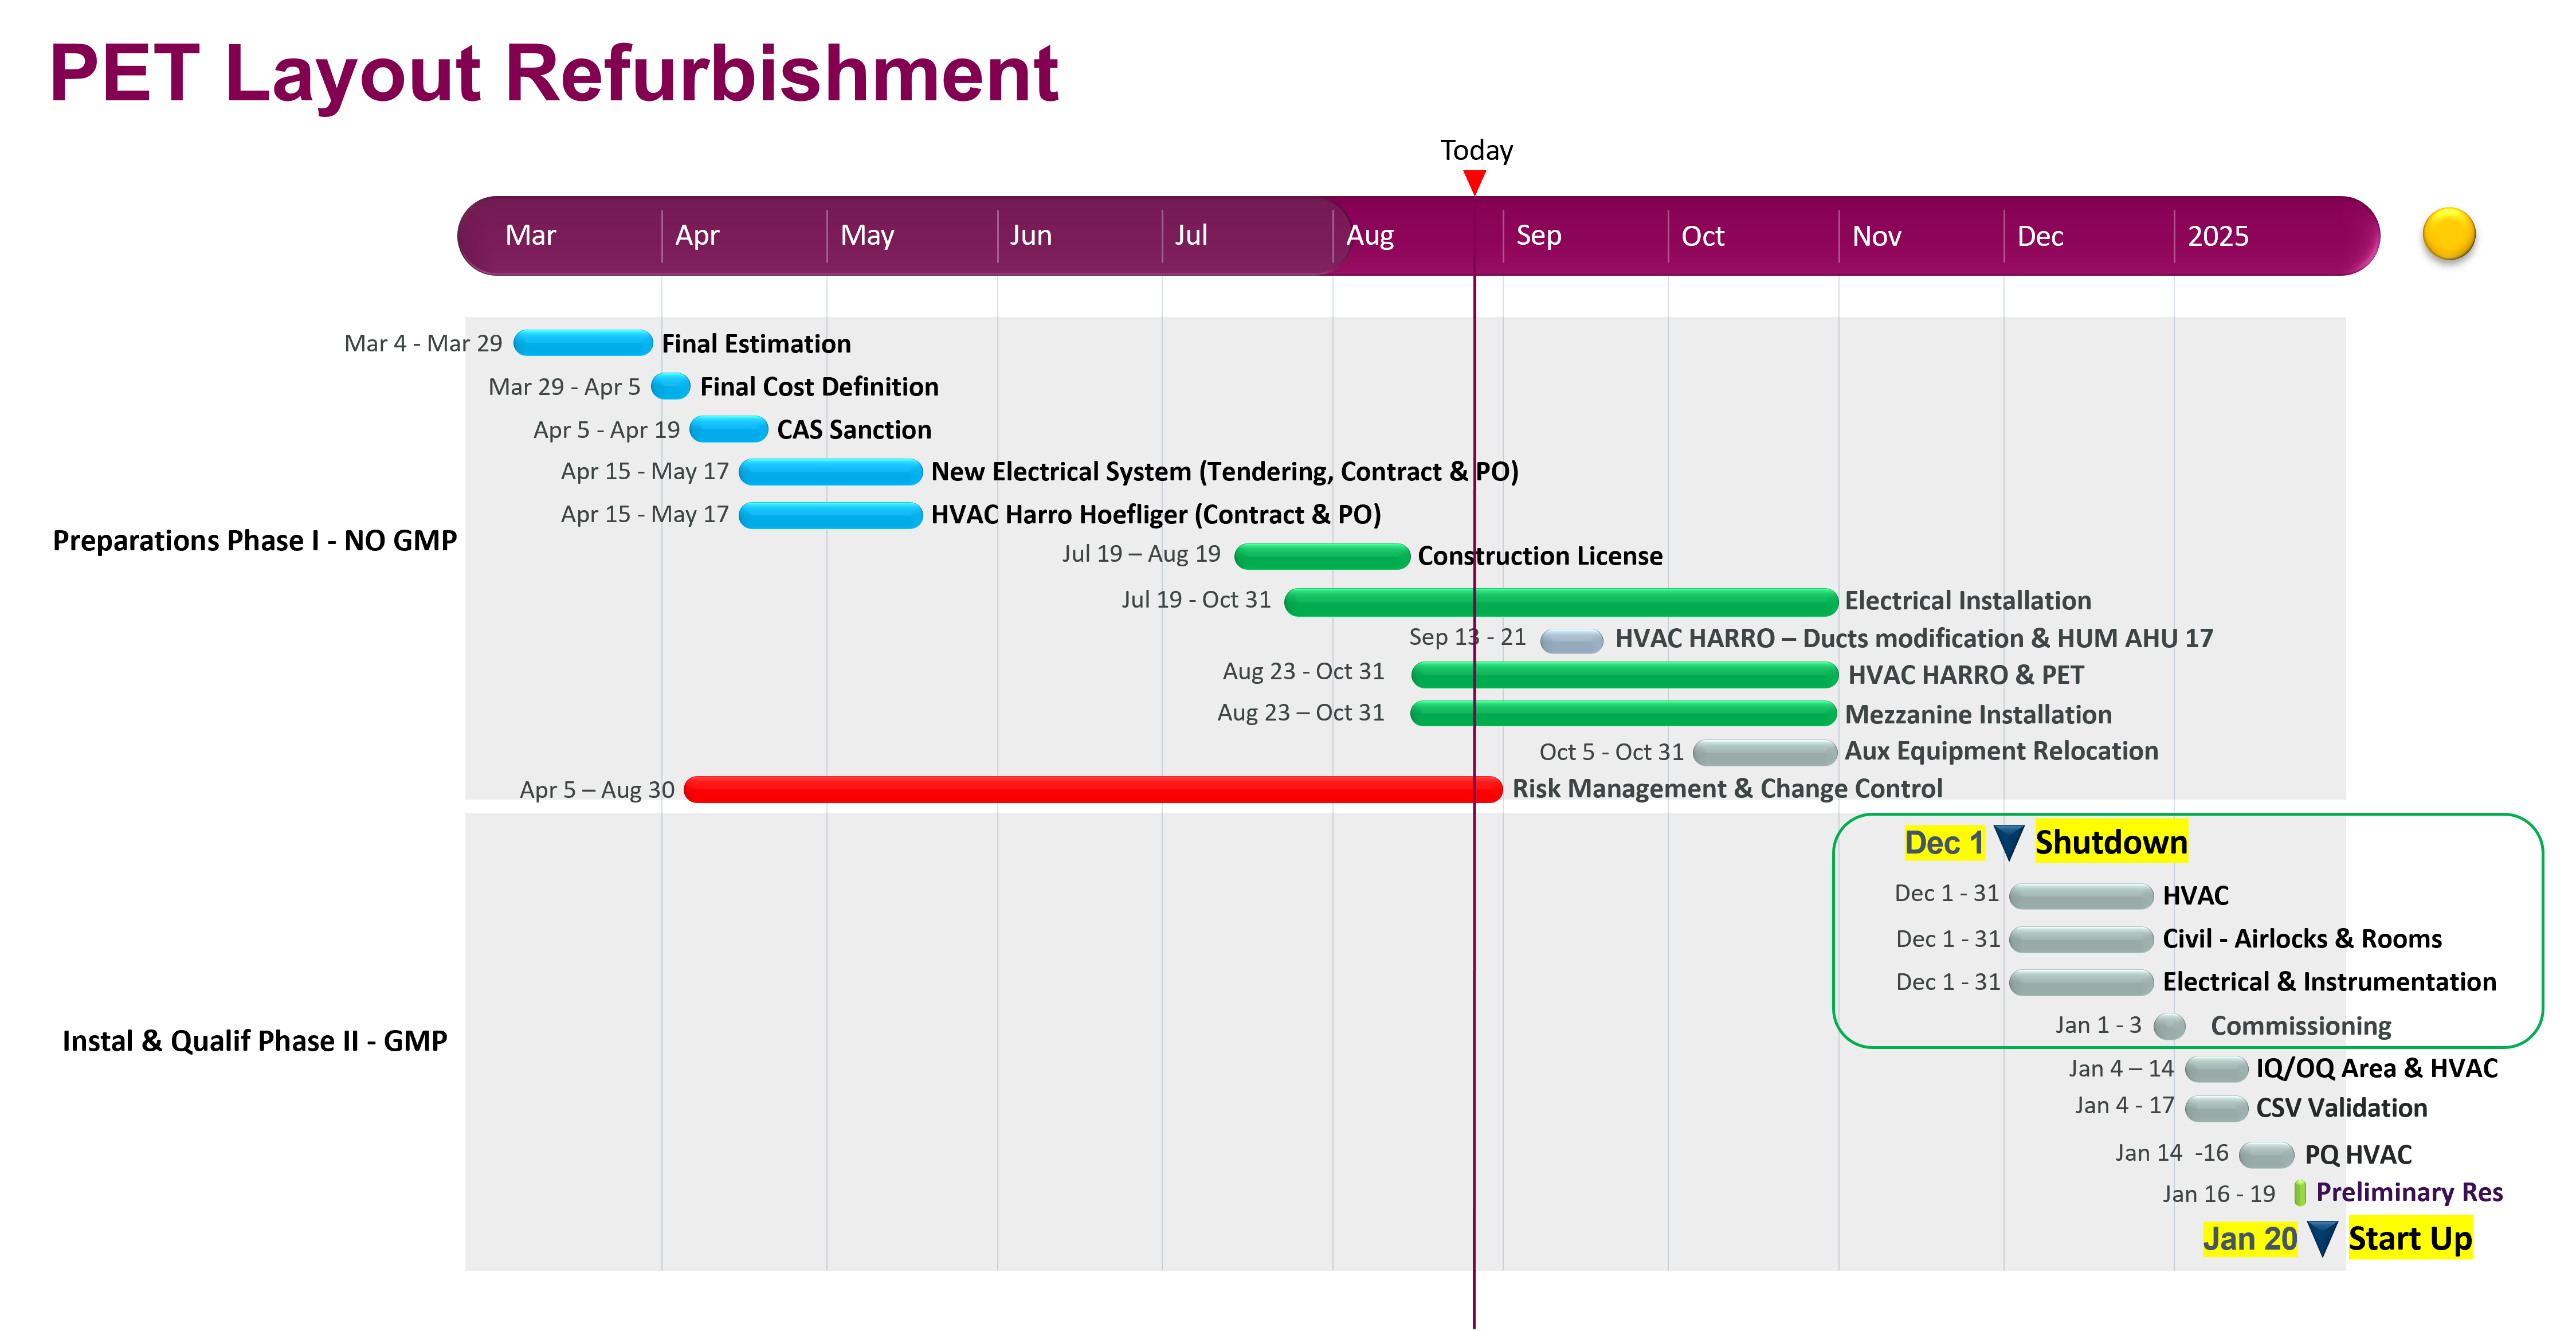 PET Layout Refurbishment
Today
Mar Apr May Jun Jul Aug Sep Oct Nov Dec 2025
Preparations Phase I - NO GMP
Mar 4 - Mar 29 Final Estimation
Mar 29 - Apr 5 Final Cost Definition
Apr 5 - Apr 19 CAS Sanction
Apr 15 - May 17 New Electrical System (Tendering, Contract & PO)
Apr 15 - May 17 HVAC Harro Hoefliger (Contract & PO)
Jul 19 – Aug 19 Construction License
Jul 19 - Oct 31 Electrical Installation
Sep 13 - 21 HVAC HARRO – Ducts modification & HUM AHU 17
Aug 23 - Oct 31 HVAC HARRO & PET
Aug 23 – Oct 31 Mezzanine Installation
Oct 5 - Oct 31 Aux Equipment Relocation
Apr 5 – Aug 30 Risk Management & Change Control
Instal & Qualif Phase II - GMP
Dec 1 Shutdown
Dec 1 - 31 HVAC
Dec 1 - 31 Civil - Airlocks & Rooms
Dec 1 - 31 Electrical & Instrumentation
Jan 1 - 3 Commissioning
Jan 4 – 14 IQ/OQ Area & HVAC
Jan 4 - 17 CSV Validation
Jan 14 -16 PQ HVAC
Jan 16 - 19 Preliminary Res
Jan 20 Start Up